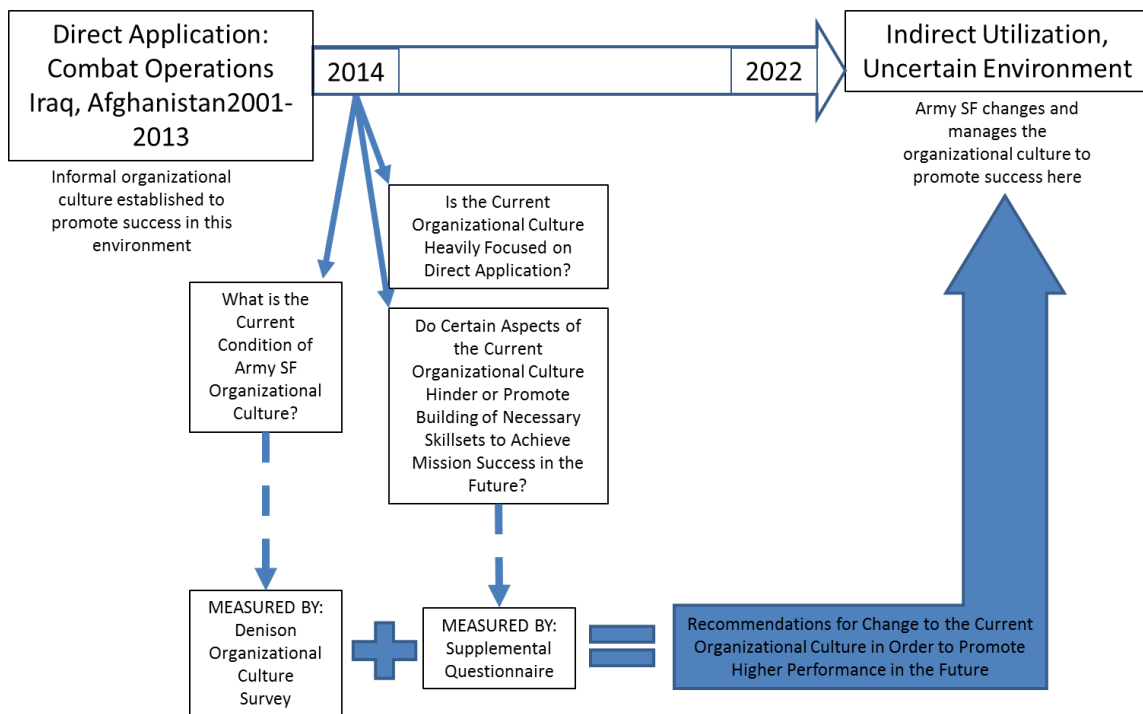 Direct Application:
Combat Operations
Iraq, Afghanistan2001-
2013
Informal organizational
culture established to
promote success in this
environment
2014
2022
Indirect Utilization,
Uncertain Environment
Army SF changes and
manages the
organizational culture to
promote success here
Is the Current
Organizational Culture
Heavily Focused on
Direct Application?
What is the
Current
Condition of
Army SF
Organizational
Culture?
Do Certain Aspects of
the Current
Organizational Culture
Hinder or Promote
Building of Necessary
Skillsets to Achieve
Mission Success in the
Future?
MEASURED BY:
Denison
Organizational
Culture
Survey
MEASURED BY:
Supplemental
Questionnaire
Recommendations for Change to the Current
Organizational Culture in Order to Promote
Higher Performance in the Future